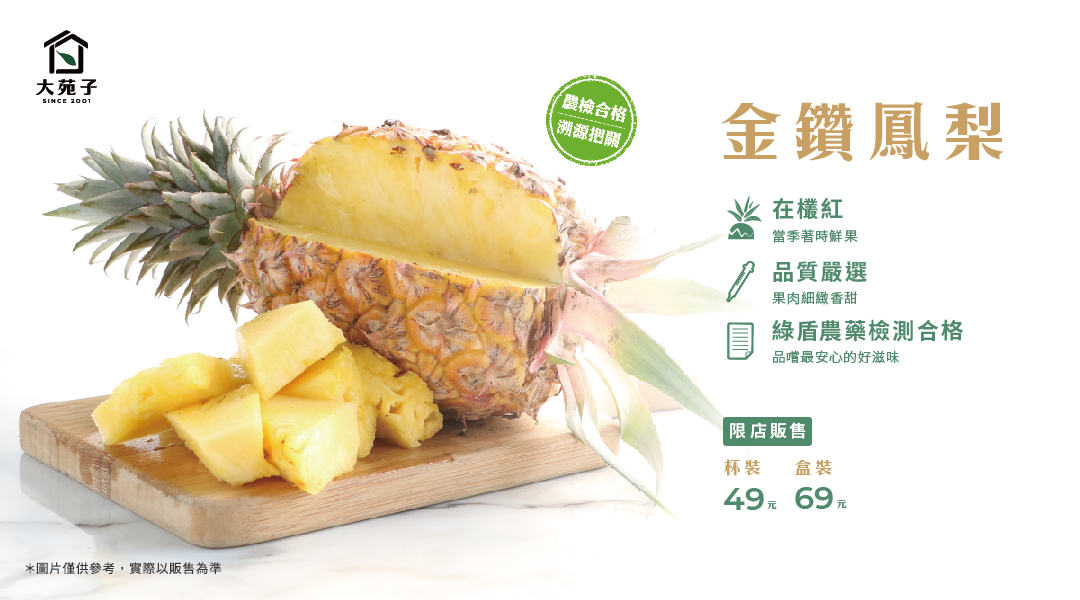 大苑子
SINCE 2001
農檢合格
溯源把關
金鑽鳳梨
在欉紅
當季著時鮮果
品質嚴選
果肉細緻香甜
綠盾農藥檢測合格
品嚐最安心的好滋味
限店販售
杯裝 盒裝
49元 69元
＊圖片僅供參考，實際以販售為準